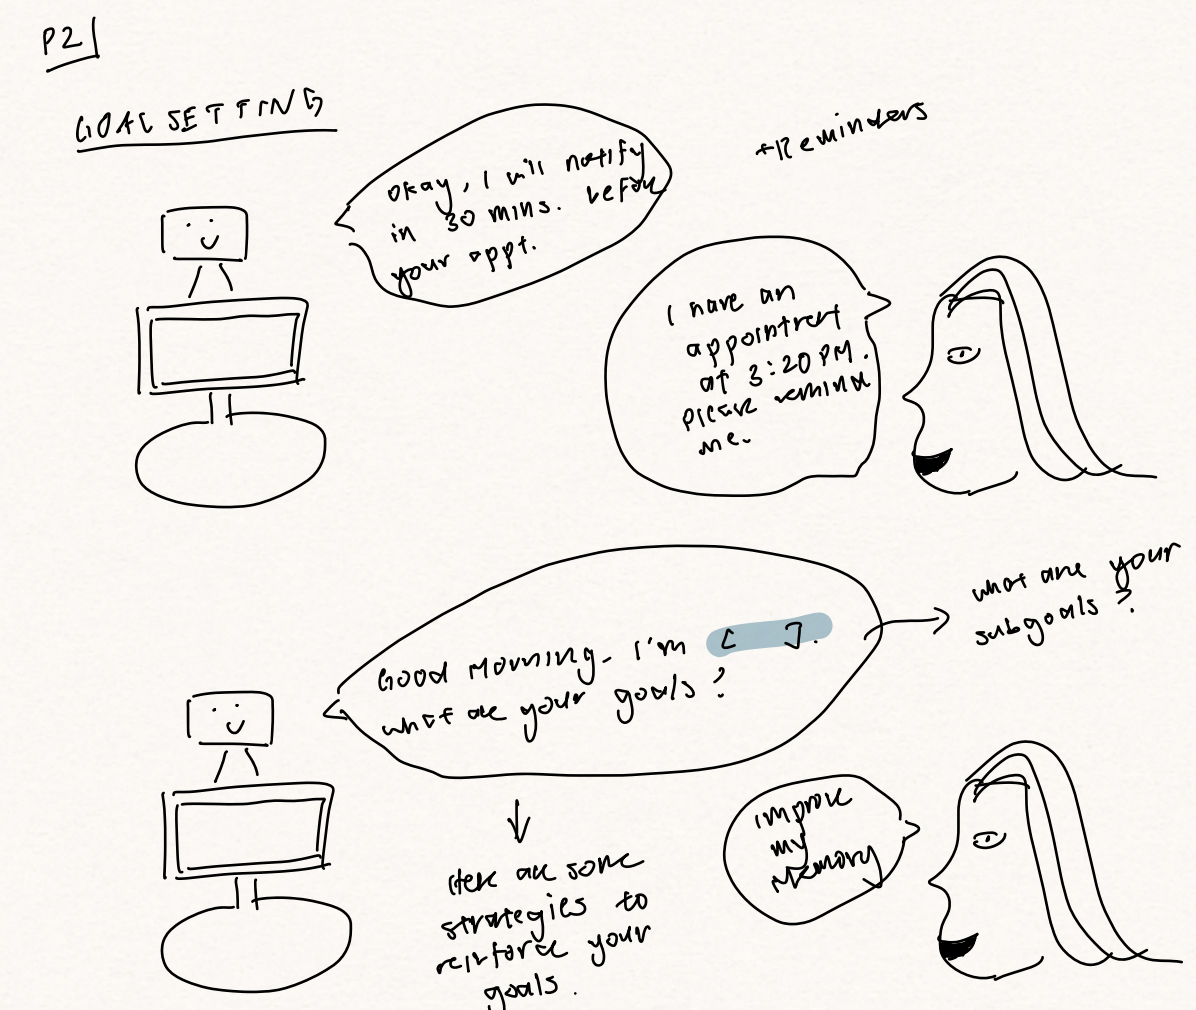 P2
GOAL SETTING
+Reminders
Okay, I will notify
in 30 mins. before
your appt.
I have an
appointment
at 3:20 PM.
please remind
me.
Good Morning. I'm [    ].
what are your goals?
what are your
subgoals?
improve
my
Memory
Here are some
strategies to
reinforce your
goals.